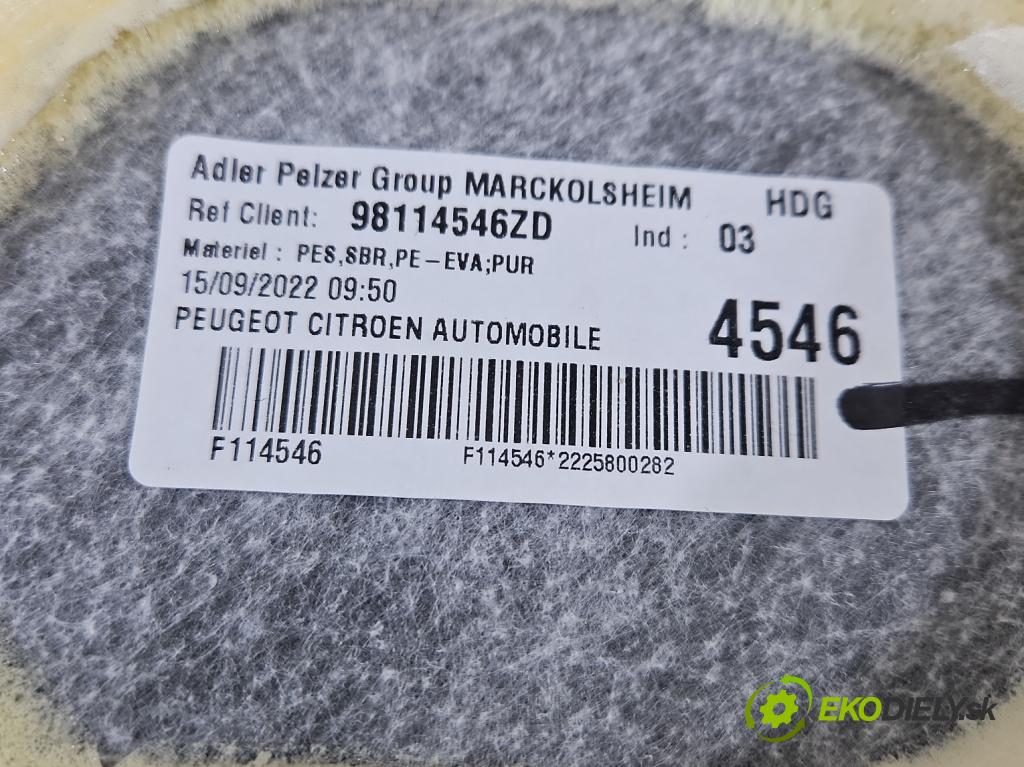 Adler Pelzer Group MARCKOLSHEIM HDG
Ref Client: 98114546ZD Ind : 03
Materiel : PES,SBR,PE-EVA;PUR
15/09/2022 09:50
PEUGEOT CITROEN AUTOMOBILE 4546
F114546 F114546*2225800282
EKODIELY.sk